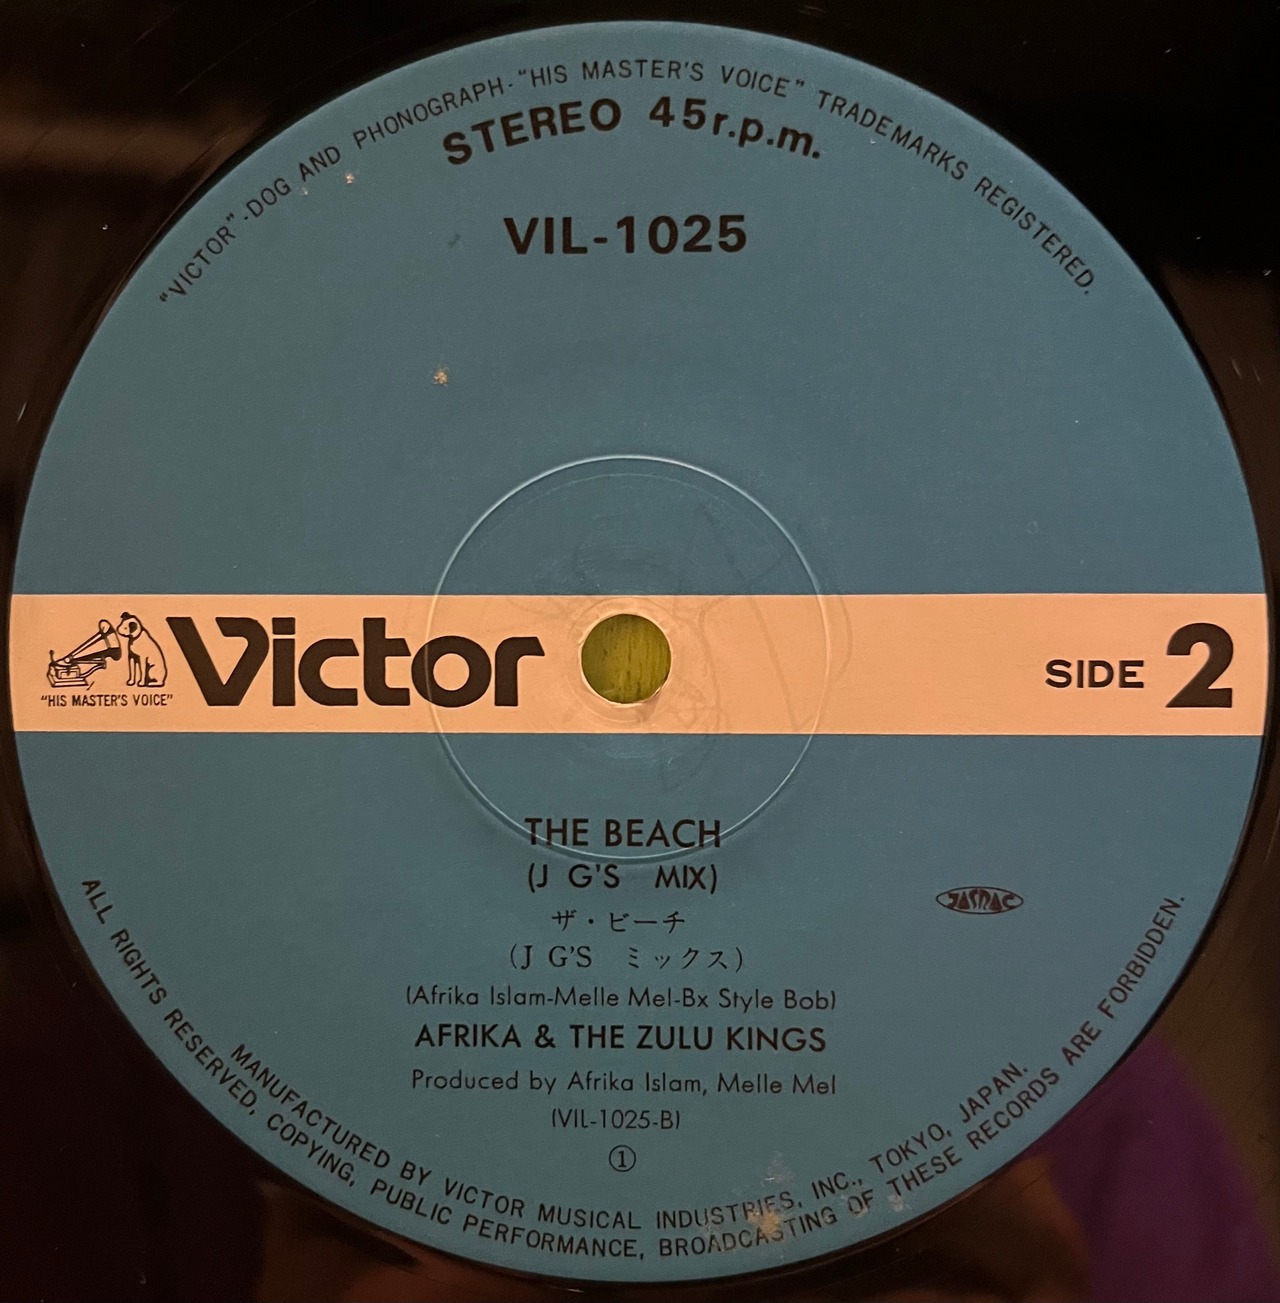 "VICTOR"-DOG AND PHONOGRAPH-"HIS MASTER'S VOICE" TRADEMARKS REGISTERED.
STEREO 45r.p.m.
VIL-1025
"HIS MASTER'S VOICE"
Victor
SIDE 2
THE BEACH
(J G'S MIX)
ザ・ビーチ
(J G'S ミックス)
JASRAC
(Afrika Islam-Melle Mel-Bx Style Bob)
AFRIKA & THE ZULU KINGS
Produced by Afrika Islam, Melle Mel
(VIL-1025-B)
①
MANUFACTURED BY VICTOR MUSICAL INDUSTRIES, INC., TOKYO, JAPAN.
ALL RIGHTS RESERVED, COPYING, PUBLIC PERFORMANCE, BROADCASTING OF THESE RECORDS ARE FORBIDDEN.